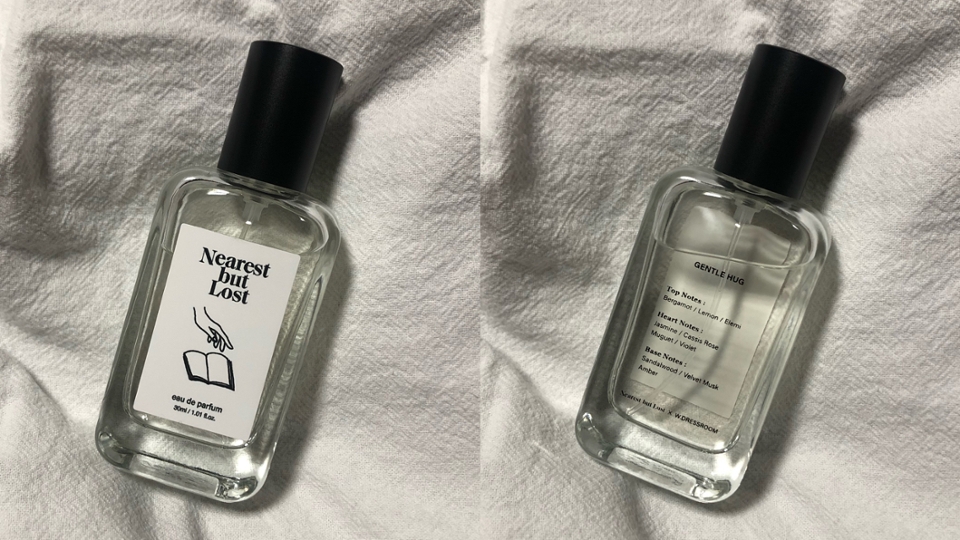 Nearest
but
Lost
eau de parfum
30ml / 1.01 fl.oz.
GENTLE HUG
Top Notes :
Bergamot / Lemon / Elemi
Heart Notes :
Jasmine / Cassis Rose
Muguet / Violet
Base Notes :
Sandalwood / Velvet Musk
Amber
Nearest but Lost × W.DRESSROOM